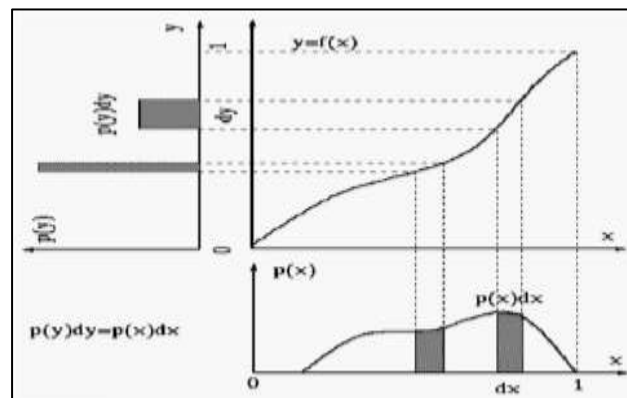 y
1
y=f(x)
p(y)dy
dy
p(y)
0
x
p(x)
p(x)dx
p(y)dy=p(x)dx
x
0
dx
1